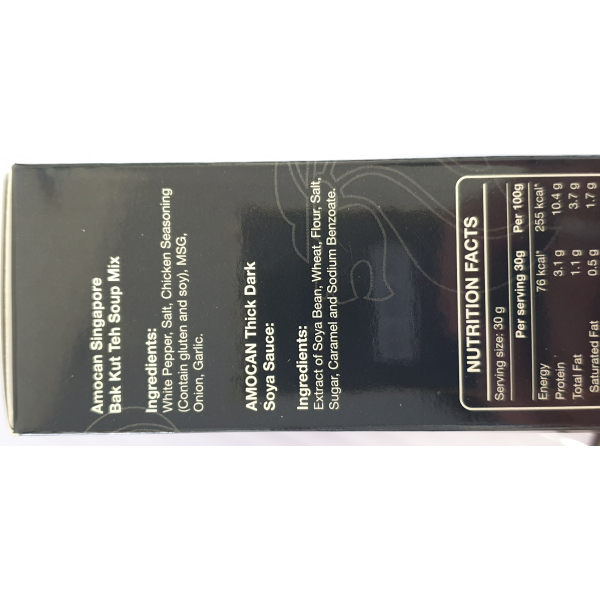 Amocan Singapore
Bak Kut Teh Soup Mix
Ingredients:
White Pepper, Salt, Chicken Seasoning
(Contain gluten and soy), MSG,
Onion, Garlic.
AMOCAN Thick Dark
Soya Sauce:
Ingredients:
Extract of Soya Bean, Wheat, Flour, Salt,
Sugar, Caramel and Sodium Benzoate.
NUTRITION FACTS
Serving size: 30 g
Per serving 30g Per 100g
Energy 76 kcal* 255 kcal*
Protein 3.1 g 10.4 g
Total Fat 1.1 g 3.7 g
Saturated Fat 0.5 g 1.7 g